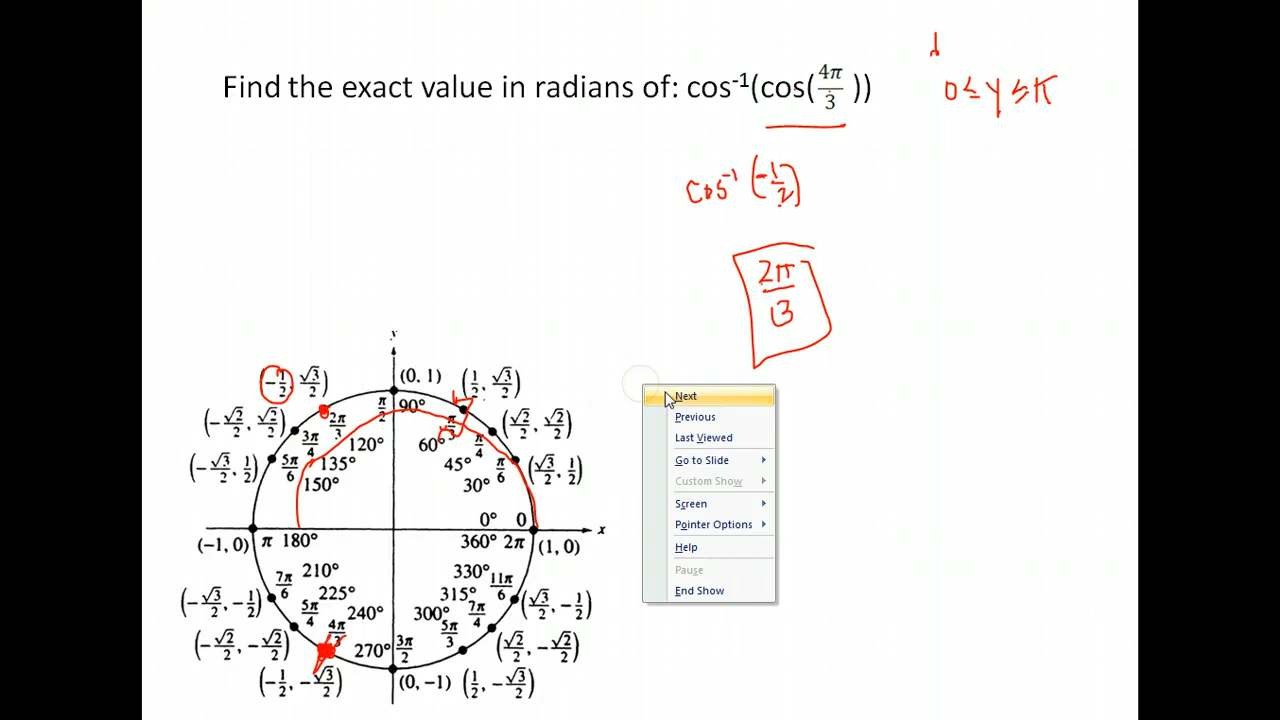 Find the exact value in radians of: cos⁻¹(cos(4π/3))
0 ≤ y ≤ π
cos⁻¹(-1/2)
2π/3
y
(0, 1)
(-1/2, √3/2)
(1/2, √3/2)
π/2 90°
(-√2/2, √2/2)
2π/3
π/3
(√2/2, √2/2)
3π/4
120°
60°
π/4
(-√3/2, 1/2)
5π/6
135°
45°
π/6
(√3/2, 1/2)
150°
30°
0° 0
x
(-1, 0)
π 180°
360° 2π
(1, 0)
210°
330°
7π/6
11π/6
225°
315°
(-√3/2, -1/2)
(√3/2, -1/2)
5π/4
240°
300°
7π/4
4π/3
5π/3
(-√2/2, -√2/2)
270° 3π/2
(√2/2, -√2/2)
(-1/2, -√3/2)
(0, -1)
(1/2, -√3/2)
Next
Previous
Last Viewed
Go to Slide
Custom Show
Screen
Pointer Options
Help
Pause
End Show